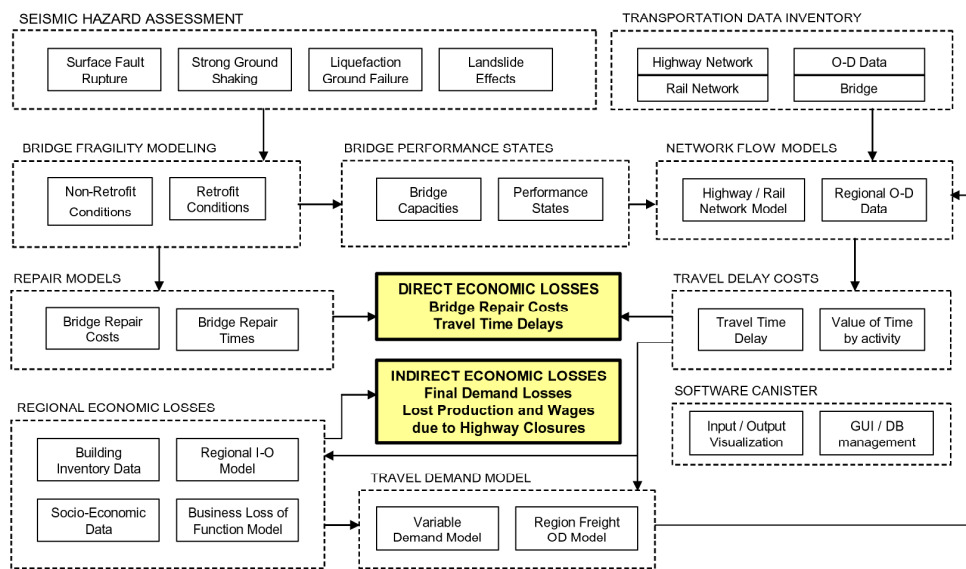 SEISMIC HAZARD ASSESSMENT
Surface Fault
Rupture
Strong Ground
Shaking
Liquefaction
Ground Failure
Landslide
Effects
TRANSPORTATION DATA INVENTORY
Highway Network
Rail Network
O-D Data
Bridge
BRIDGE FRAGILITY MODELING
Non-Retrofit
Conditions
Retrofit
Conditions
BRIDGE PERFORMANCE STATES
Bridge
Capacities
Performance
States
NETWORK FLOW MODELS
Highway / Rail
Network Model
Regional O-D
Data
REPAIR MODELS
Bridge Repair
Costs
Bridge Repair
Times
DIRECT ECONOMIC LOSSES
Bridge Repair Costs
Travel Time Delays
TRAVEL DELAY COSTS
Travel Time
Delay
Value of Time
by activity
INDIRECT ECONOMIC LOSSES
Final Demand Losses
Lost Production and Wages
due to Highway Closures
SOFTWARE CANISTER
Input / Output
Visualization
GUI / DB
management
REGIONAL ECONOMIC LOSSES
Building
Inventory Data
Regional I-O
Model
Socio-Economic
Data
Business Loss of
Function Model
TRAVEL DEMAND MODEL
Variable
Demand Model
Region Freight
OD Model